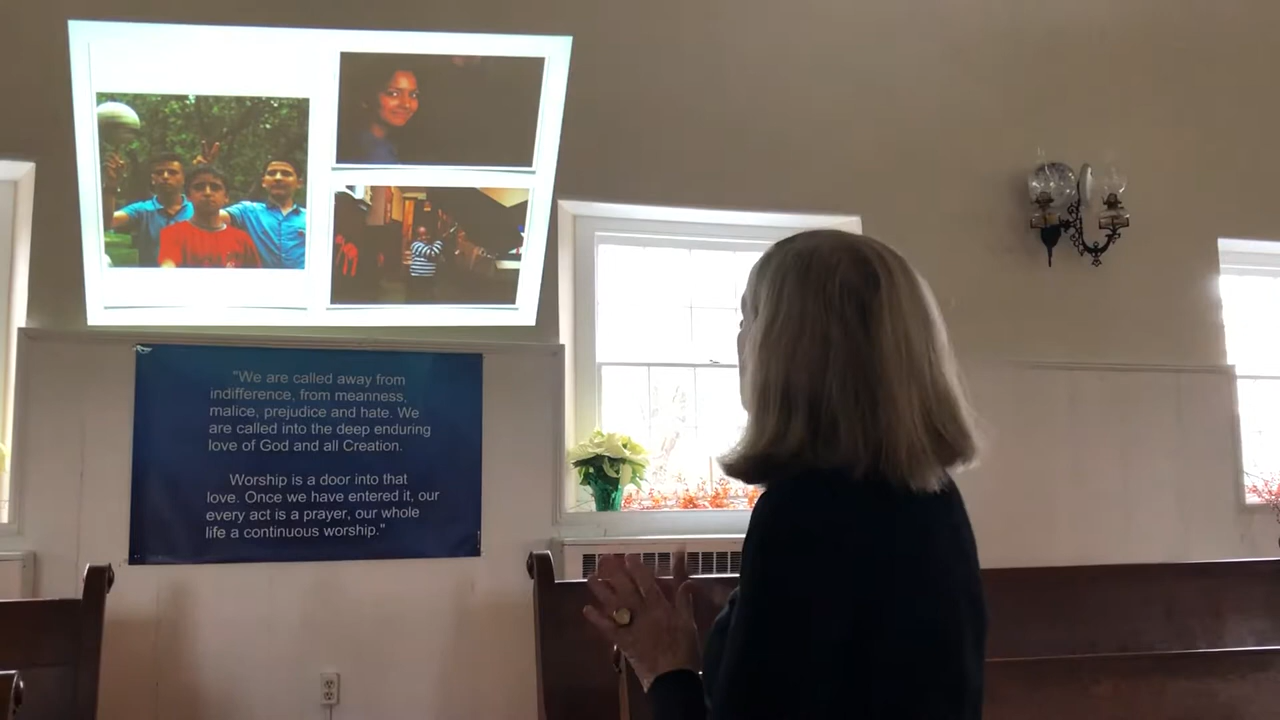 "We are called away from
indifference, from meanness,
malice, prejudice and hate. We
are called into the deep enduring
love of God and all Creation.
Worship is a door into that
love. Once we have entered it, our
every act is a prayer, our whole
life a continuous worship."